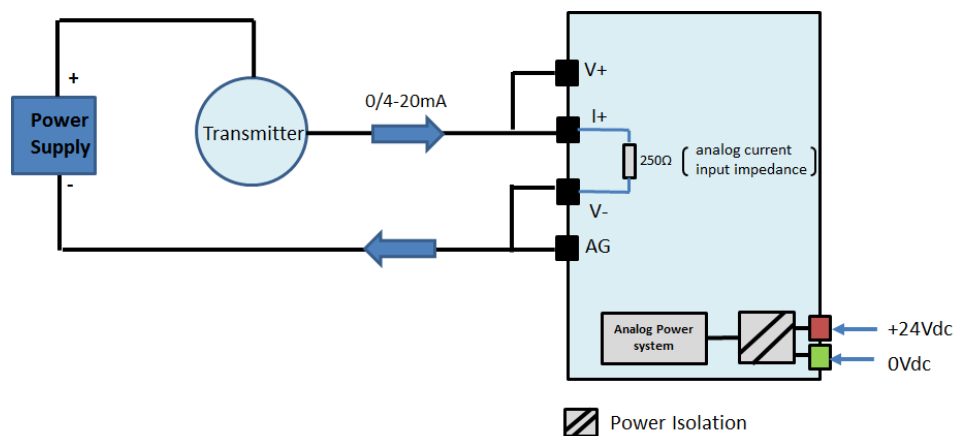 +
Power
Supply
-
Transmitter
0/4-20mA
V+
I+
250Ω
analog current
input impedance
V-
AG
Analog Power
system
+24Vdc
0Vdc
Power Isolation